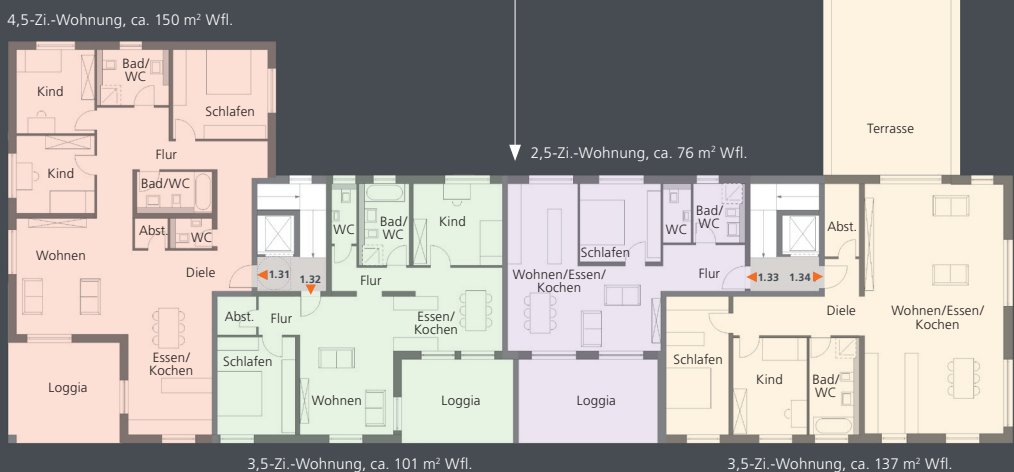 4,5-Zi.-Wohnung, ca. 150 m² Wfl.
Kind
Bad/
WC
Schlafen
Flur
Kind
Bad/WC
Abst.
WC
Wohnen
Diele
Essen/
Kochen
Loggia
1.31
1.32
WC
Bad/
WC
Kind
Flur
Abst.
Flur
Essen/
Kochen
Schlafen
Wohnen
Loggia
3,5-Zi.-Wohnung, ca. 101 m² Wfl.
2,5-Zi.-Wohnung, ca. 76 m² Wfl.
Schlafen
WC
Bad/
WC
Wohnen/Essen/
Kochen
Flur
Loggia
1.33
1.34
Terrasse
Abst.
Diele
Wohnen/Essen/
Kochen
Schlafen
Kind
Bad/
WC
3,5-Zi.-Wohnung, ca. 137 m² Wfl.